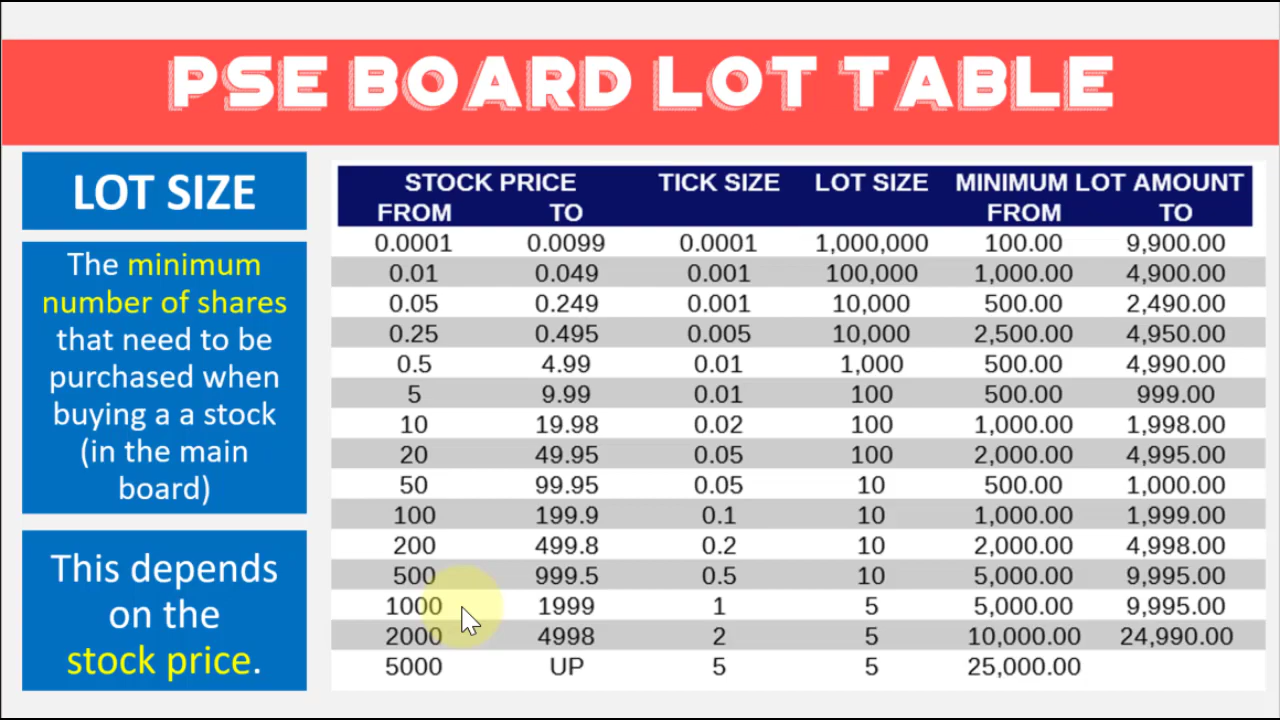 PSE BOARD LOT TABLE
LOT SIZE
The minimum
number of shares
that need to be
purchased when
buying a a stock
(in the main
board)
This depends
on the
stock price.
STOCK PRICE TICK SIZE LOT SIZE MINIMUM LOT AMOUNT
FROM TO FROM TO
0.0001 0.0099 0.0001 1,000,000 100.00 9,900.00
0.01 0.049 0.001 100,000 1,000.00 4,900.00
0.05 0.249 0.001 10,000 500.00 2,490.00
0.25 0.495 0.005 10,000 2,500.00 4,950.00
0.5 4.99 0.01 1,000 500.00 4,990.00
5 9.99 0.01 100 500.00 999.00
10 19.98 0.02 100 1,000.00 1,998.00
20 49.95 0.05 100 2,000.00 4,995.00
50 99.95 0.05 10 500.00 1,000.00
100 199.9 0.1 10 1,000.00 1,999.00
200 499.8 0.2 10 2,000.00 4,998.00
500 999.5 0.5 10 5,000.00 9,995.00
1000 1999 1 5 5,000.00 9,995.00
2000 4998 2 5 10,000.00 24,990.00
5000 UP 5 5 25,000.00